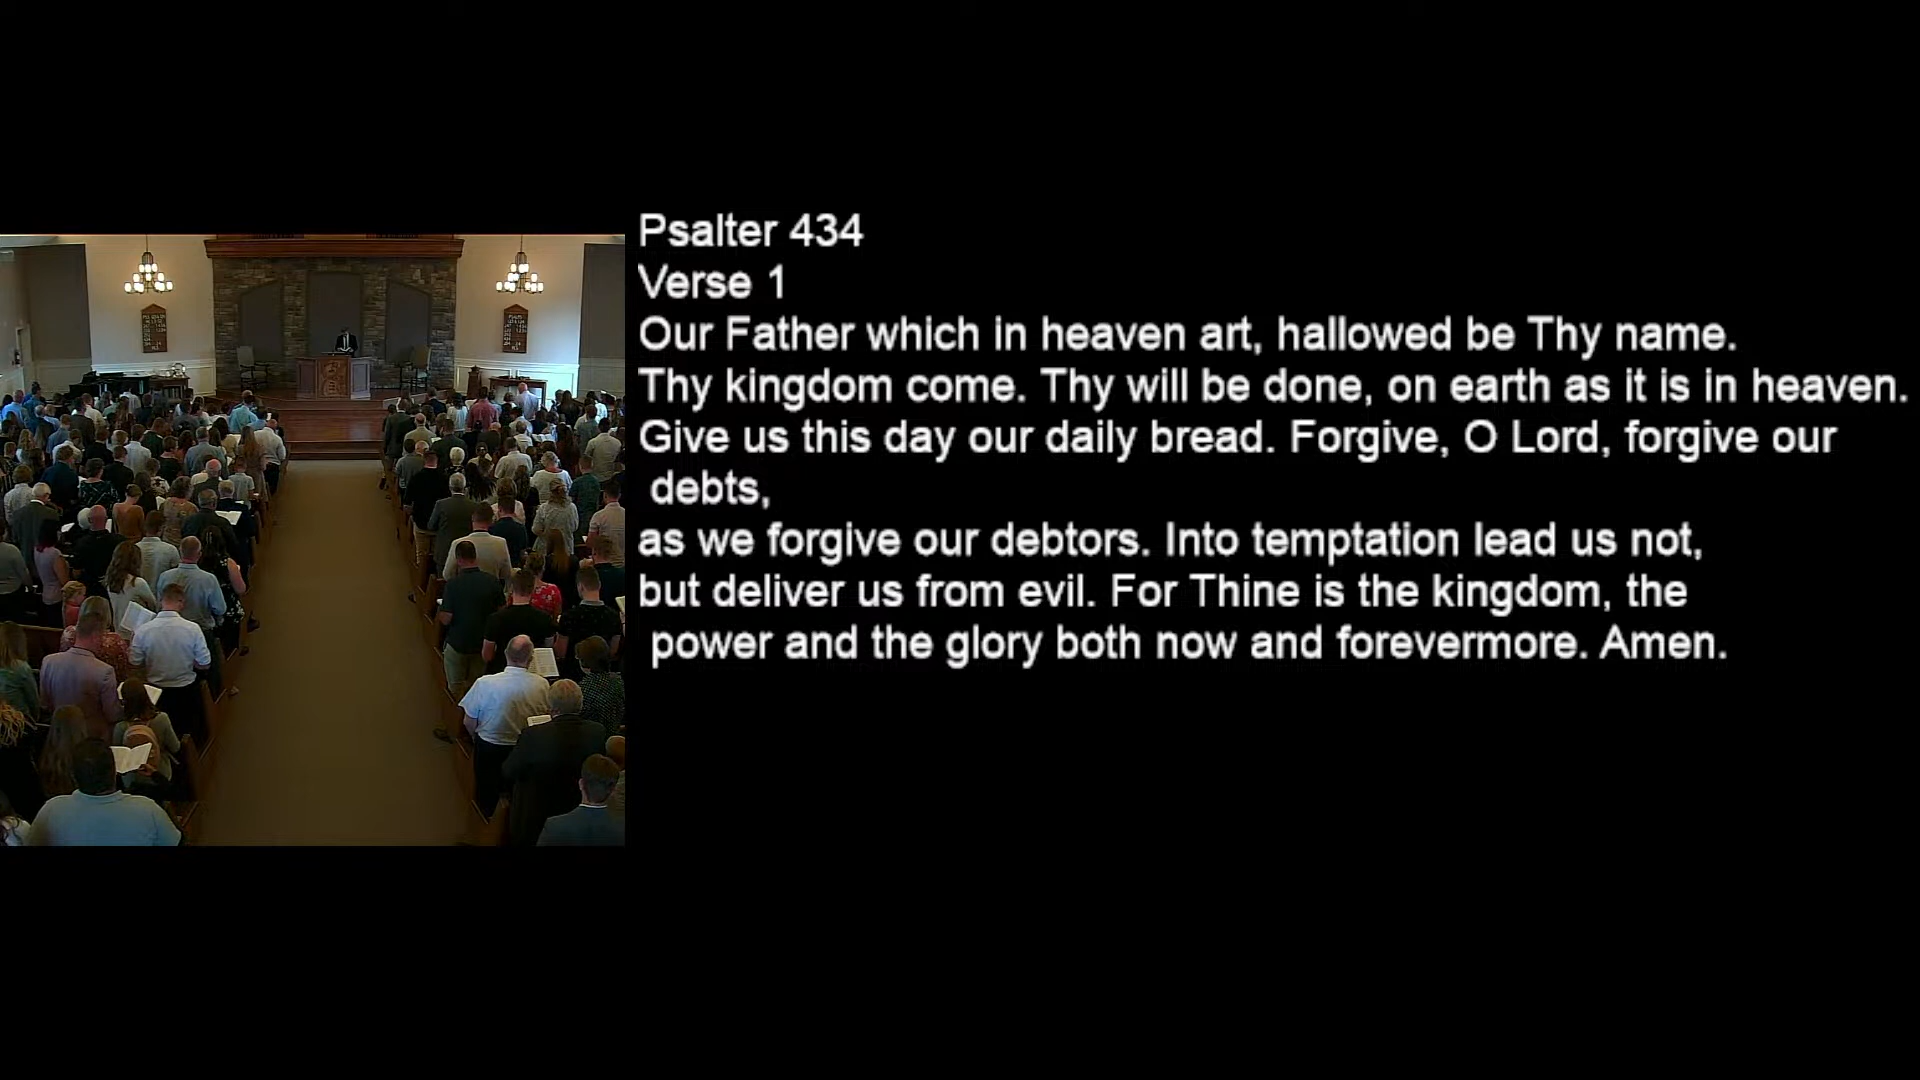 Psalter 434
Verse 1
Our Father which in heaven art, hallowed be Thy name.
Thy kingdom come. Thy will be done, on earth as it is in heaven.
Give us this day our daily bread. Forgive, O Lord, forgive our
debts,
as we forgive our debtors. Into temptation lead us not,
but deliver us from evil. For Thine is the kingdom, the
power and the glory both now and forevermore. Amen.